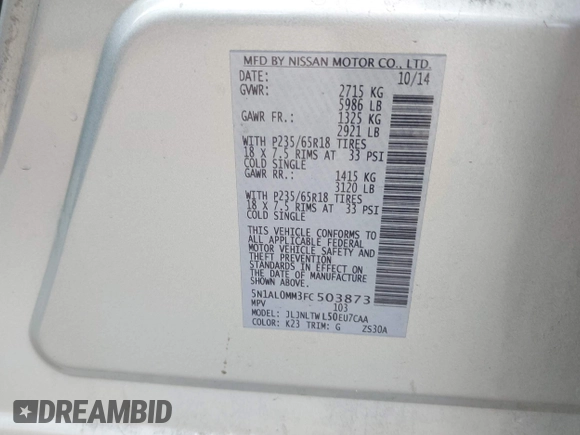 MFD BY NISSAN MOTOR CO., LTD.
DATE: 10/14
GVWR: 2715 KG
5986 LB
GAWR FR.: 1325 KG
2921 LB
WITH P235/65R18 TIRES
18 X 7.5 RIMS AT 33 PSI
COLD SINGLE
GAWR RR.: 1415 KG
3120 LB
WITH P235/65R18 TIRES
18 X 7.5 RIMS AT 33 PSI
COLD SINGLE
THIS VEHICLE CONFORMS TO
ALL APPLICABLE FEDERAL
MOTOR VEHICLE SAFETY AND
THEFT PREVENTION
STANDARDS IN EFFECT ON
THE DATE OF MANUFACTURE
SHOWN ABOVE.
5N1AL0MM3FC503873
MPV 103
MODEL: JLJNLTWL50EU7CAA
COLOR: K23 TRIM: G ZS30A
DREAMBID